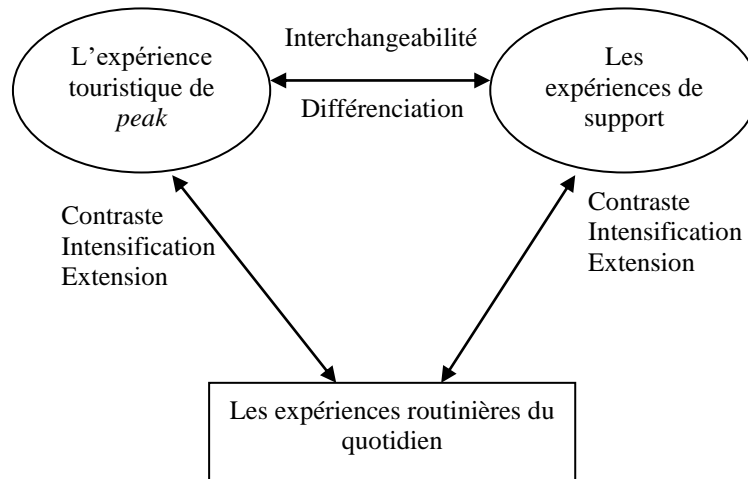 L'expérience
touristique de
peak
Interchangeabilité
Différenciation
Les
expériences de
support
Contraste
Intensification
Extension
Contraste
Intensification
Extension
Les expériences routinières du
quotidien